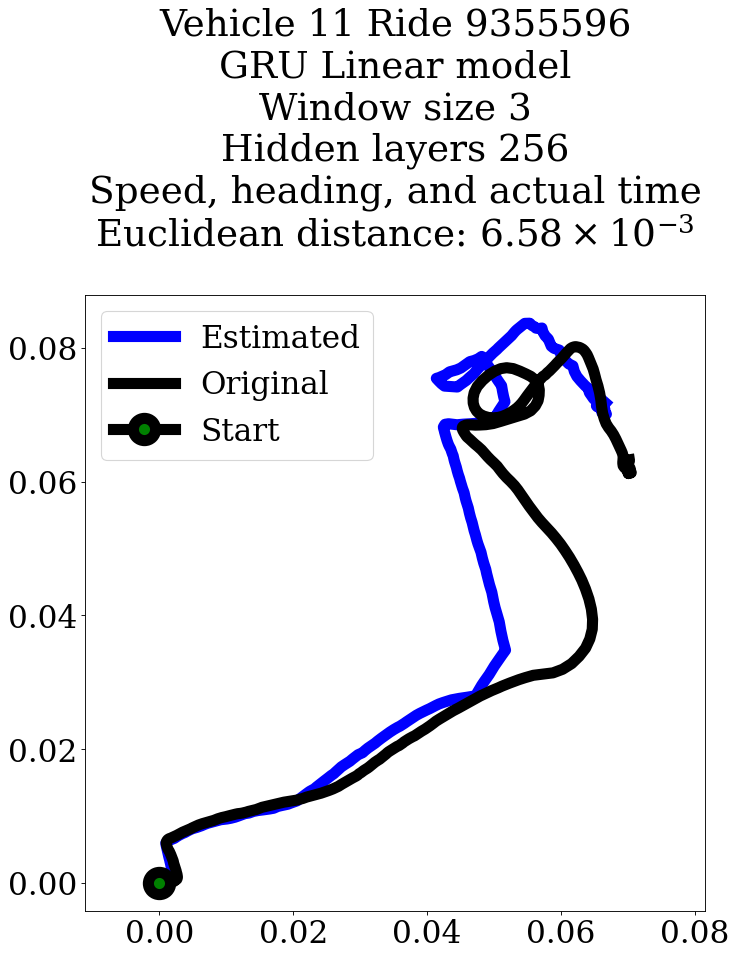 Vehicle 11 Ride 9355596
GRU Linear model
Window size 3
Hidden layers 256
Speed, heading, and actual time
Euclidean distance: 6.58 × 10⁻³
Estimated
Original
Start
0.08
0.06
0.04
0.02
0.00
0.00 0.02 0.04 0.06 0.08